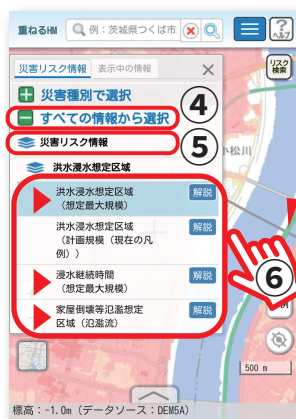 重ねるHM
例：茨城県つくば市
ヘルプ
災害リスク情報 表示中の情報
リスク
検索
災害種別で選択
④
すべての情報から選択
災害リスク情報
⑤
小松川
洪水浸水想定区域
洪水浸水想定区域
（想定最大規模）
解説
洪水浸水想定区域
（計画規模（現在の凡
例））
解説
浸水継続時間
（想定最大規模）
解説
⑥
家屋倒壊等氾濫想定
区域（氾濫流）
解説
500 m
標高：-1.0m（データソース：DEM5A）